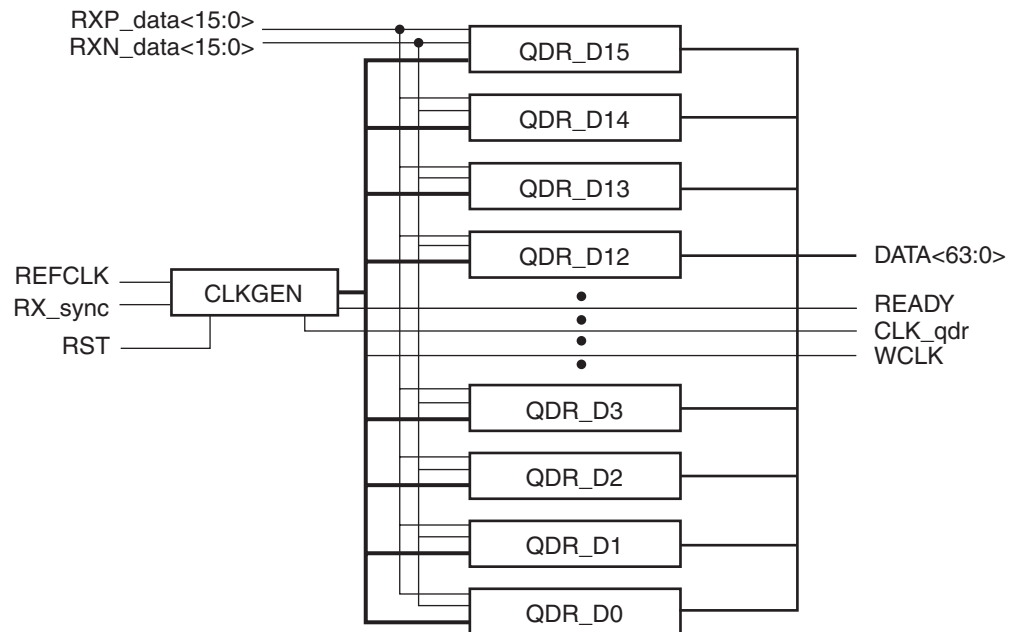 RXP_data<15:0>
RXN_data<15:0>
QDR_D15
QDR_D14
QDR_D13
QDR_D12
DATA<63:0>
REFCLK
RX_sync
RST
CLKGEN
READY
CLK_qdr
WCLK
QDR_D3
QDR_D2
QDR_D1
QDR_D0